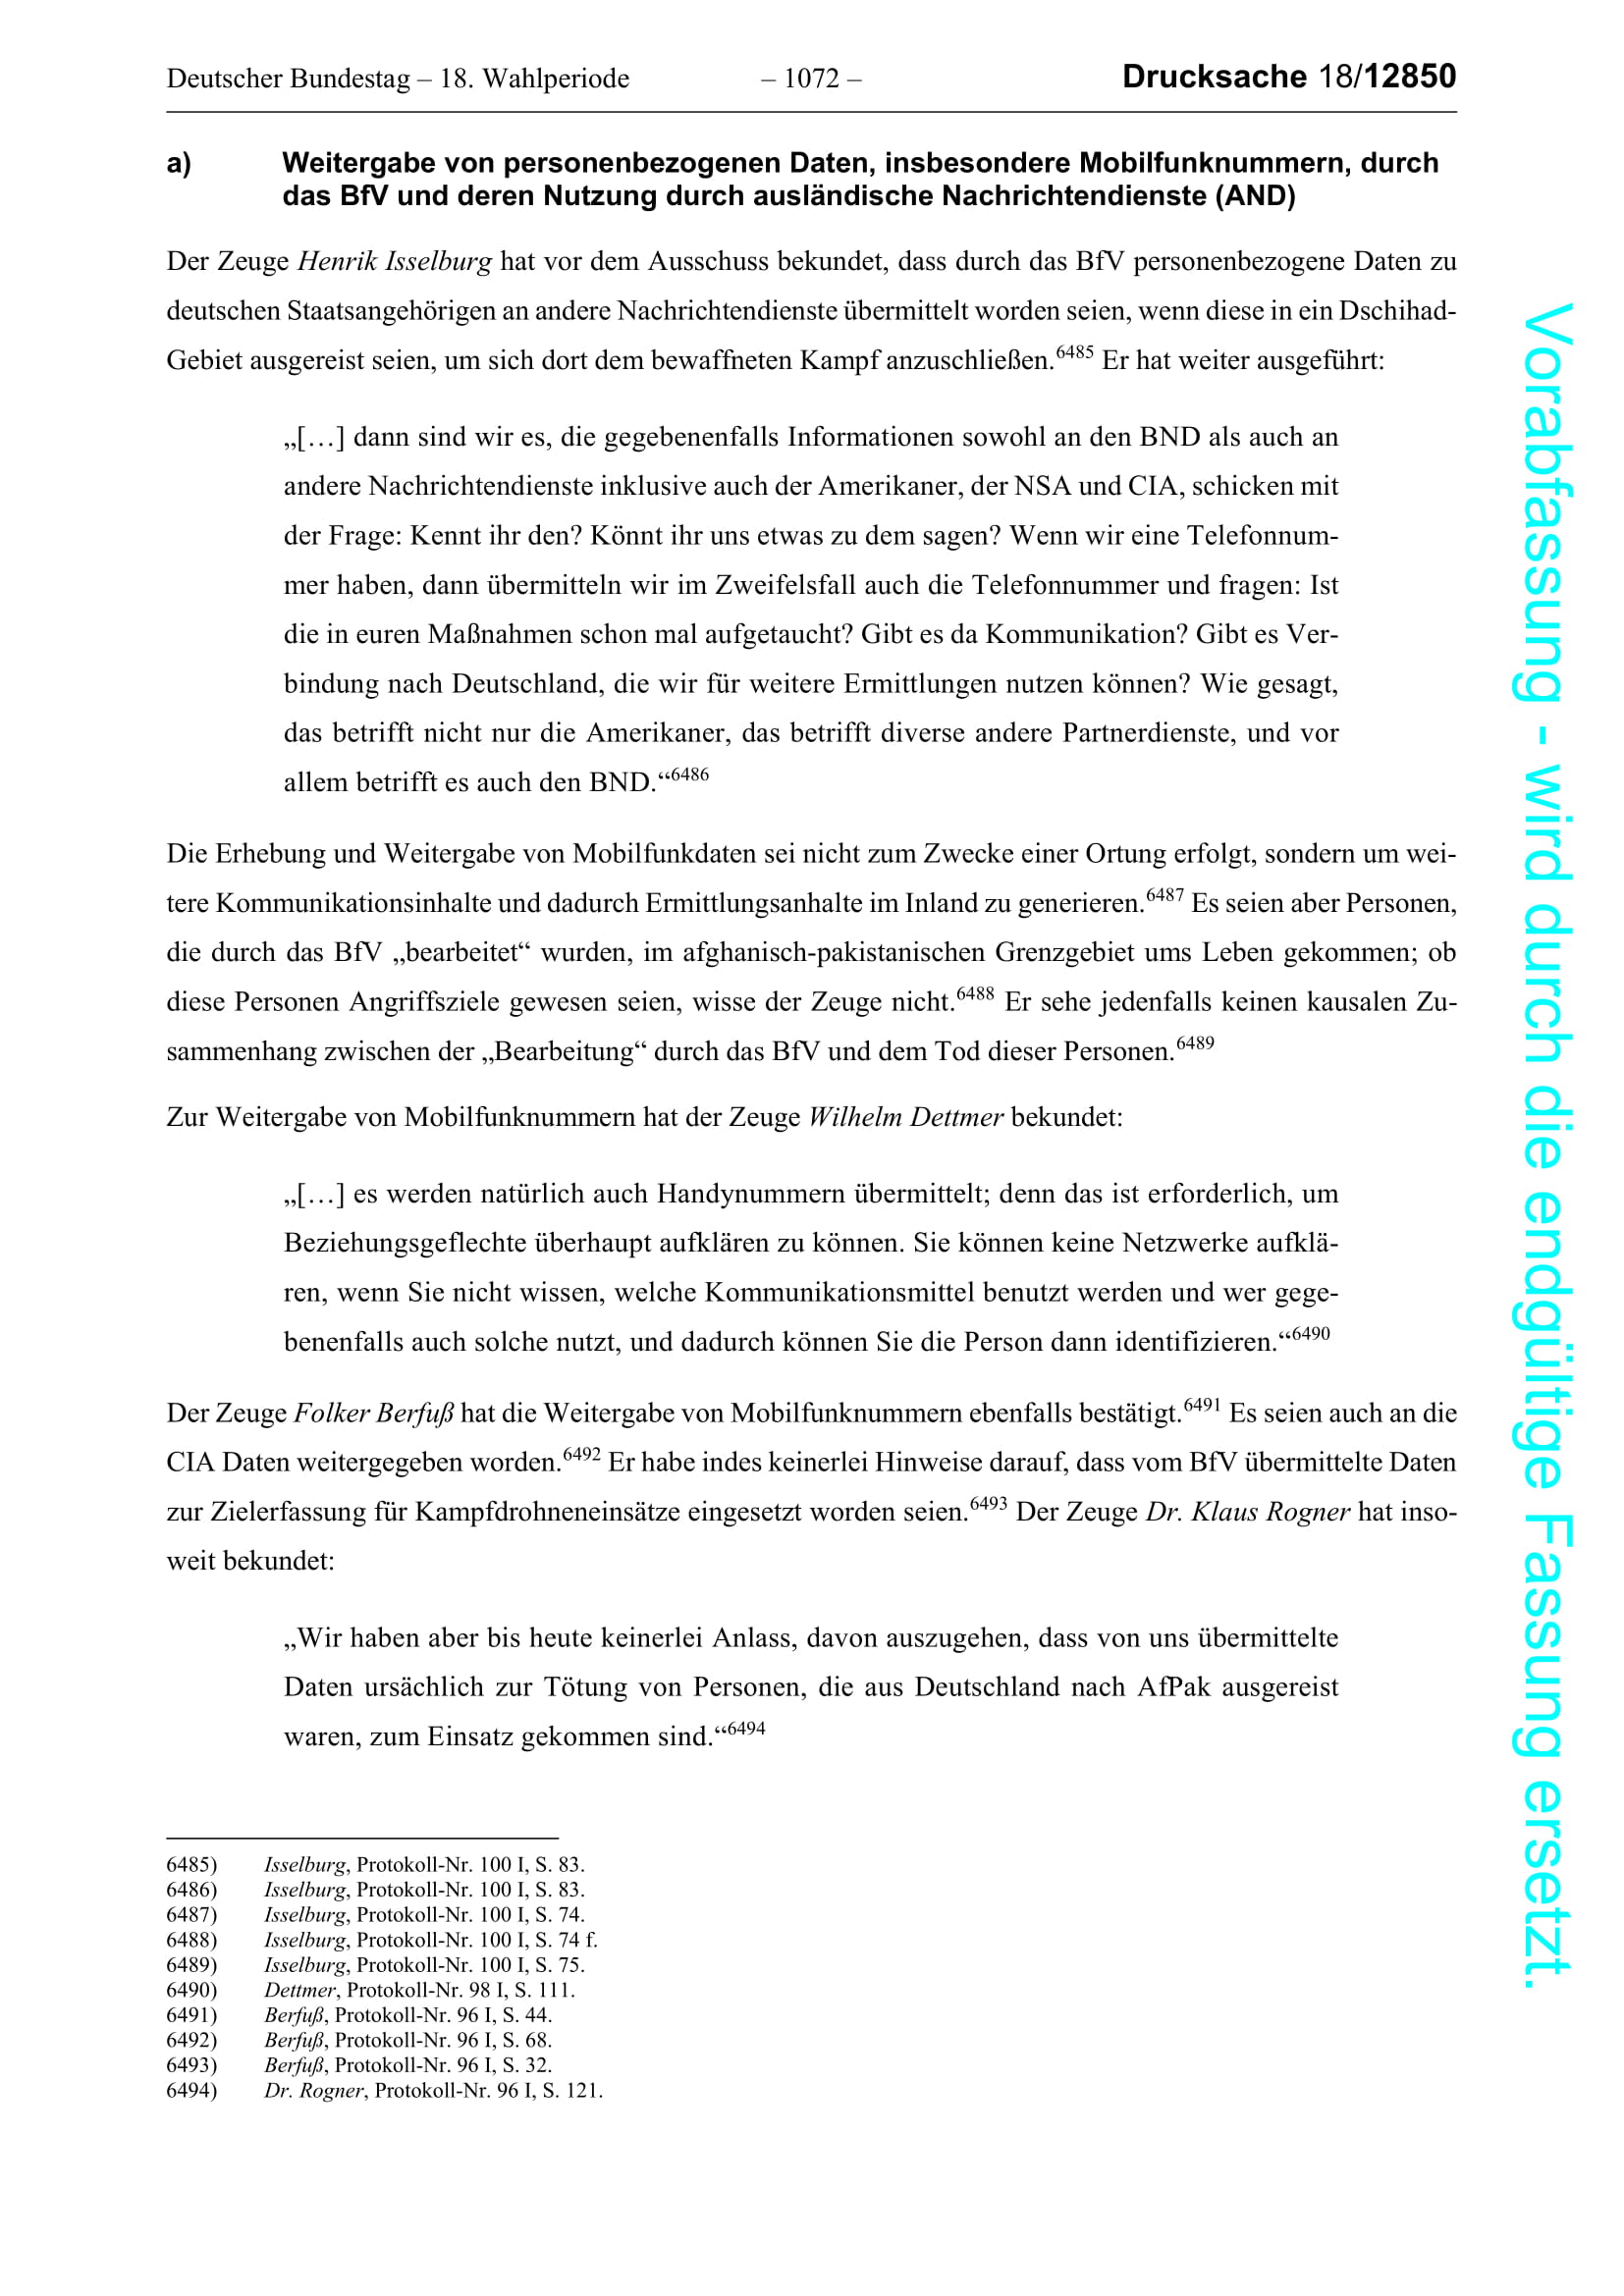 Deutscher Bundestag – 18. Wahlperiode – 1072 – Drucksache 18/12850
a) Weitergabe von personenbezogenen Daten, insbesondere Mobilfunknummern, durch
das BfV und deren Nutzung durch ausländische Nachrichtendienste (AND)
Der Zeuge Henrik Isselburg hat vor dem Ausschuss bekundet, dass durch das BfV personenbezogene Daten zu
deutschen Staatsangehörigen an andere Nachrichtendienste übermittelt worden seien, wenn diese in ein Dschihad-
Gebiet ausgereist seien, um sich dort dem bewaffneten Kampf anzuschließen.6485 Er hat weiter ausgeführt:
„[…] dann sind wir es, die gegebenenfalls Informationen sowohl an den BND als auch an
andere Nachrichtendienste inklusive auch der Amerikaner, der NSA und CIA, schicken mit
der Frage: Kennt ihr den? Könnt ihr uns etwas zu dem sagen? Wenn wir eine Telefonnum-
mer haben, dann übermitteln wir im Zweifelsfall auch die Telefonnummer und fragen: Ist
die in euren Maßnahmen schon mal aufgetaucht? Gibt es da Kommunikation? Gibt es Ver-
bindung nach Deutschland, die wir für weitere Ermittlungen nutzen können? Wie gesagt,
das betrifft nicht nur die Amerikaner, das betrifft diverse andere Partnerdienste, und vor
allem betrifft es auch den BND.“6486
Die Erhebung und Weitergabe von Mobilfunkdaten sei nicht zum Zwecke einer Ortung erfolgt, sondern um wei-
tere Kommunikationsinhalte und dadurch Ermittlungsanhalte im Inland zu generieren.6487 Es seien aber Personen,
die durch das BfV „bearbeitet“ wurden, im afghanisch-pakistanischen Grenzgebiet ums Leben gekommen; ob
diese Personen Angriffsziele gewesen seien, wisse der Zeuge nicht.6488 Er sehe jedenfalls keinen kausalen Zu-
sammenhang zwischen der „Bearbeitung“ durch das BfV und dem Tod dieser Personen.6489
Zur Weitergabe von Mobilfunknummern hat der Zeuge Wilhelm Dettmer bekundet:
„[…] es werden natürlich auch Handynummern übermittelt; denn das ist erforderlich, um
Beziehungsgeflechte überhaupt aufklären zu können. Sie können keine Netzwerke aufklä-
ren, wenn Sie nicht wissen, welche Kommunikationsmittel benutzt werden und wer gege-
benenfalls auch solche nutzt, und dadurch können Sie die Person dann identifizieren.“6490
Der Zeuge Folker Berfuß hat die Weitergabe von Mobilfunknummern ebenfalls bestätigt.6491 Es seien auch an die
CIA Daten weitergegeben worden.6492 Er habe indes keinerlei Hinweise darauf, dass vom BfV übermittelte Daten
zur Zielerfassung für Kampfdrohneneinsätze eingesetzt worden seien.6493 Der Zeuge Dr. Klaus Rogner hat inso-
weit bekundet:
„Wir haben aber bis heute keinerlei Anlass, davon auszugehen, dass von uns übermittelte
Daten ursächlich zur Tötung von Personen, die aus Deutschland nach AfPak ausgereist
waren, zum Einsatz gekommen sind.“6494
6485) Isselburg, Protokoll-Nr. 100 I, S. 83.
6486) Isselburg, Protokoll-Nr. 100 I, S. 83.
6487) Isselburg, Protokoll-Nr. 100 I, S. 74.
6488) Isselburg, Protokoll-Nr. 100 I, S. 74 f.
6489) Isselburg, Protokoll-Nr. 100 I, S. 75.
6490) Dettmer, Protokoll-Nr. 98 I, S. 111.
6491) Berfuß, Protokoll-Nr. 96 I, S. 44.
6492) Berfuß, Protokoll-Nr. 96 I, S. 68.
6493) Berfuß, Protokoll-Nr. 96 I, S. 32.
6494) Dr. Rogner, Protokoll-Nr. 96 I, S. 121.
Vorabfassung - wird durch die endgültige Fassung ersetzt.